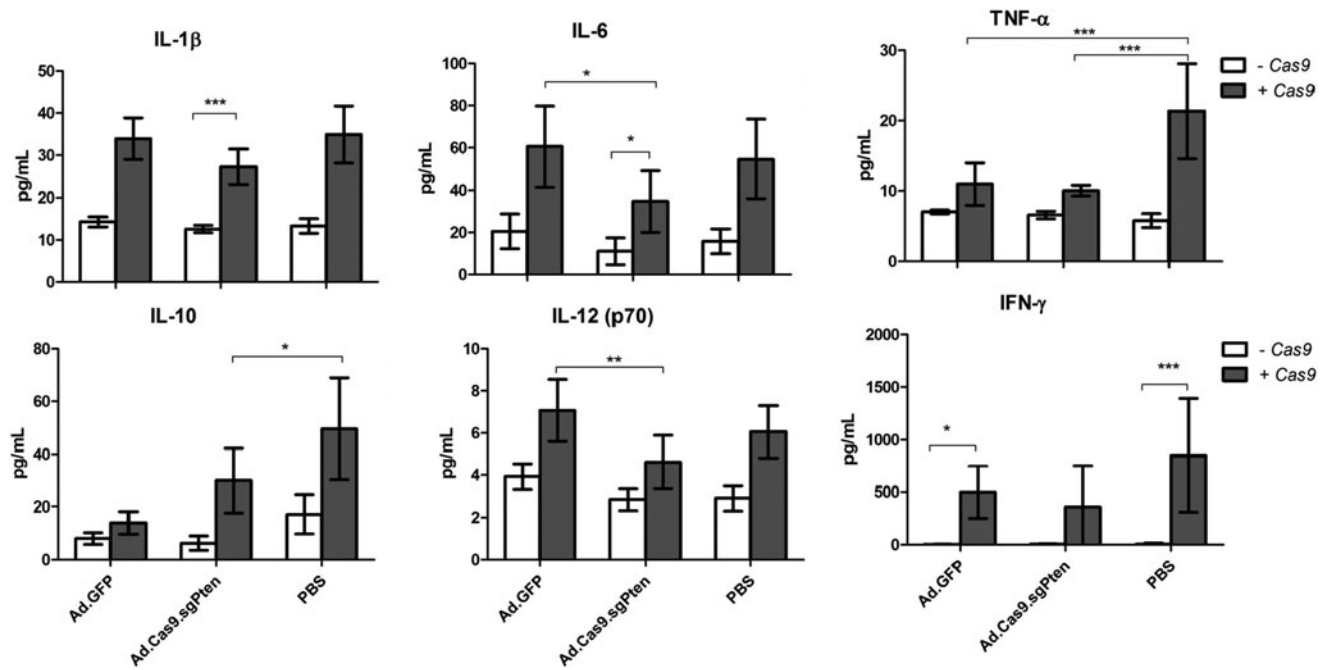 IL-1β
50
40
30
20
10
0
pg/mL
***
IL-6
100
80
60
40
20
0
pg/mL
*
*
TNF-α
30
20
10
0
pg/mL
***
***
- Cas9
+ Cas9
IL-10
80
60
40
20
0
pg/mL
*
Ad.GFP
Ad.Cas9.sgPten
PBS
IL-12 (p70)
10
8
6
4
2
0
pg/mL
**
Ad.GFP
Ad.Cas9.sgPten
PBS
IFN-γ
2000
1500
1000
500
0
pg/mL
*
***
- Cas9
+ Cas9
Ad.GFP
Ad.Cas9.sgPten
PBS